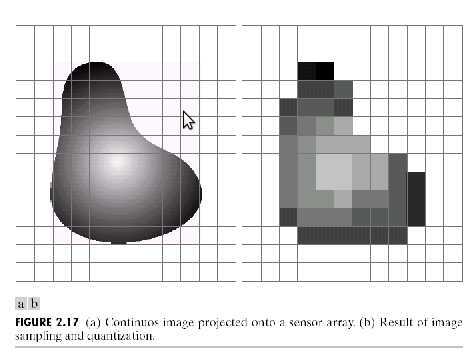 a b
FIGURE 2.17 (a) Continuos image projected onto a sensor array. (b) Result of image
sampling and quantization.